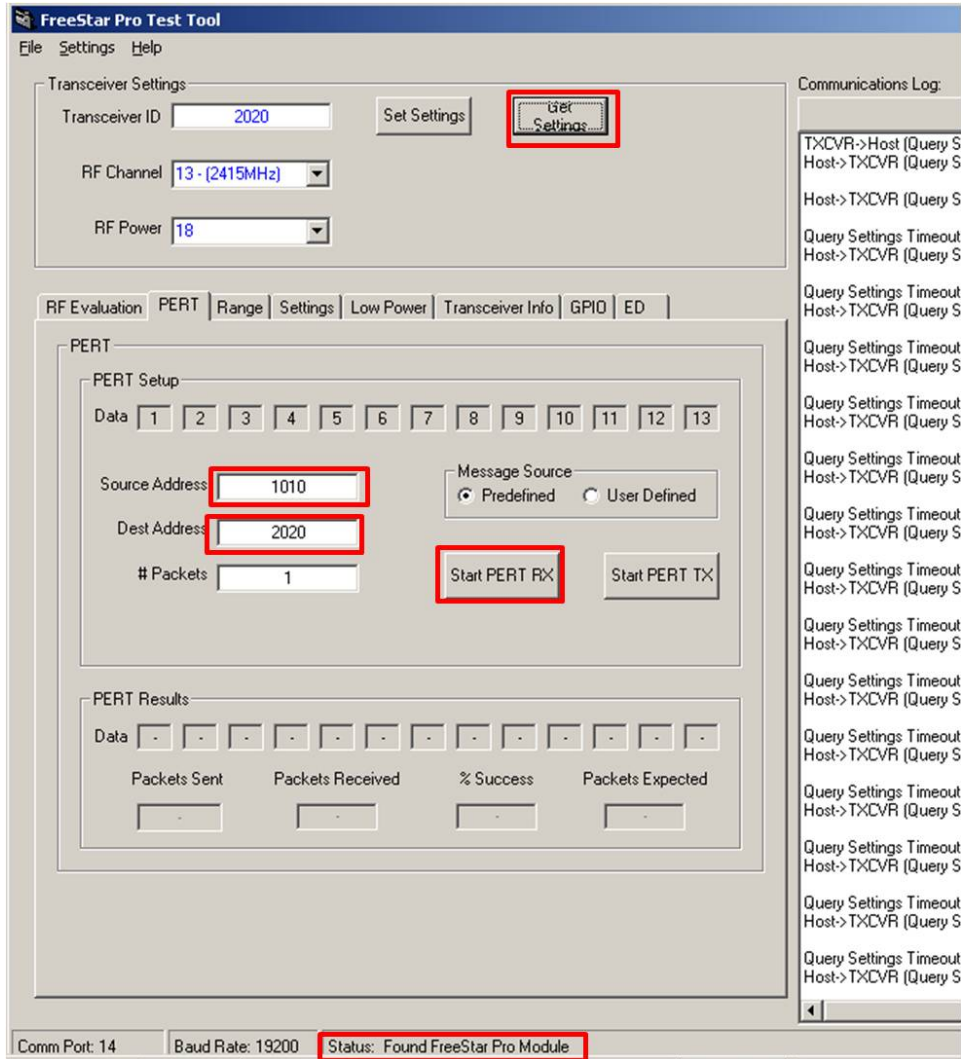 FreeStar Pro Test Tool
File Settings Help
Transceiver Settings
Transceiver ID 2020 Set Settings Get Settings
RF Channel 13 - (2415MHz)
RF Power 18
RF Evaluation PERT Range Settings Low Power Transceiver Info GPIO ED
PERT
PERT Setup
Data 1 2 3 4 5 6 7 8 9 10 11 12 13
Source Address 1010
Message Source
Predefined User Defined
Dest Address 2020
# Packets 1
Start PERT RX Start PERT TX
PERT Results
Data - - - - - - - - - - - - -
Packets Sent Packets Received % Success Packets Expected
- - - -
Communications Log:
TXCVR->Host (Query S
Host->TXCVR (Query S
Host->TXCVR (Query S
Query Settings Timeout
Host->TXCVR (Query S
Query Settings Timeout
Host->TXCVR (Query S
Query Settings Timeout
Host->TXCVR (Query S
Query Settings Timeout
Host->TXCVR (Query S
Query Settings Timeout
Host->TXCVR (Query S
Query Settings Timeout
Host->TXCVR (Query S
Query Settings Timeout
Host->TXCVR (Query S
Query Settings Timeout
Host->TXCVR (Query S
Query Settings Timeout
Host->TXCVR (Query S
Query Settings Timeout
Host->TXCVR (Query S
Query Settings Timeout
Host->TXCVR (Query S
Query Settings Timeout
Host->TXCVR (Query S
Query Settings Timeout
Host->TXCVR (Query S
Query Settings Timeout
Host->TXCVR (Query S
Comm Port: 14 Baud Rate: 19200 Status: Found FreeStar Pro Module